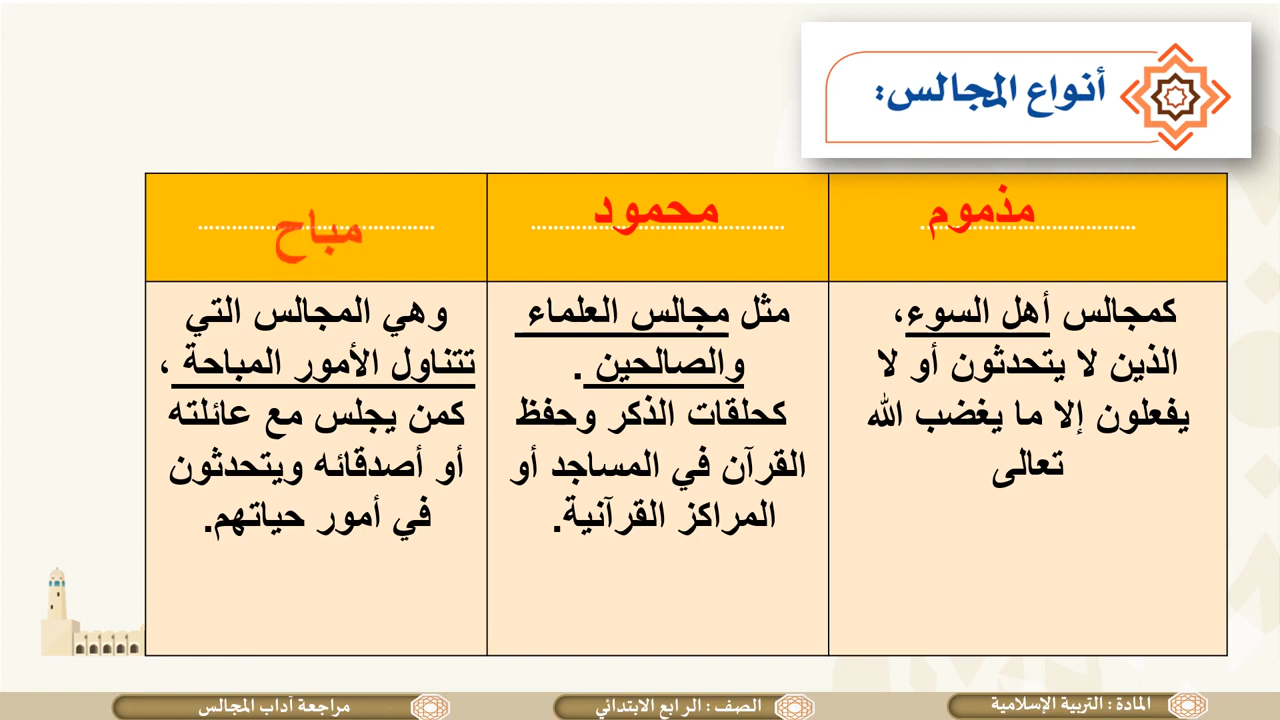 أنواع المجالس:
مذموم
محمود
مباح
كمجالس أهل السوء،
الذين لا يتحدثون أو لا
يفعلون إلا ما يغضب الله
تعالى
مثل مجالس العلماء
والصالحين .
كحلقات الذكر وحفظ
القرآن في المساجد أو
المراكز القرآنية.
وهي المجالس التي
تتناول الأمور المباحة ،
كمن يجلس مع عائلته
أو أصدقائه ويتحدثون
في أمور حياتهم.
المادة : التربية الإسلامية
الصف : الرابع الابتدائي
مراجعة آداب المجالس